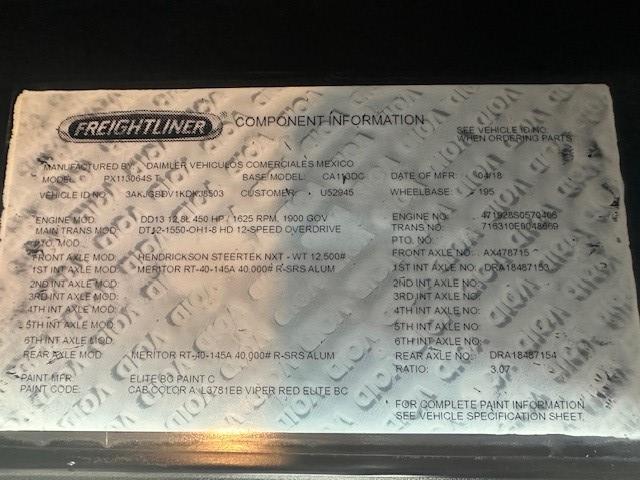 FREIGHTLINER COMPONENT INFORMATION
SEE VEHICLE ID NO.
WHEN ORDERING PARTS
MANUFACTURED BY: DAIMLER VEHICULOS COMERCIALES MEXICO
MODEL: PX113064S T BASE MODEL: CA113DC DATE OF MFR: 04/18
VEHICLE ID NO: CUSTOMER: U52945 WHEELBASE: 195
ENGINE MOD: DD13 12.8L 450 HP / 1625 RPM, 1900 GOV ENGINE NO: 471928S0570406
MAIN TRANS MOD: DT12-1550-OH1-8 HD 12-SPEED OVERDRIVE TRANS NO:
PTO. MOD: PTO. NO:
FRONT AXLE MOD: HENDRICKSON STEERTEK NXT - WT 12,500# FRONT AXLE NO: AX478715
1ST INT AXLE MOD: MERITOR RT-40-145A 40,000# R-SRS ALUM 1ST INT AXLE NO: DRA18487153
2ND INT AXLE MOD: 2ND INT AXLE NO:
3RD INT AXLE MOD: 3RD INT AXLE NO:
4TH INT AXLE MOD: 4TH INT AXLE NO:
5TH INT AXLE MOD: 5TH INT AXLE NO:
6TH INT AXLE MOD: 6TH INT AXLE NO:
REAR AXLE MOD: MERITOR RT-40-145A 40,000# R-SRS ALUM REAR AXLE NO: DRA18487154
RATIO: 3.07
PAINT MFR: ELITE BC PAINT C
PAINT CODE: CAB COLOR A: L3781EB VIPER RED ELITE BC
FOR COMPLETE PAINT INFORMATION
SEE VEHICLE SPECIFICATION SHEET.